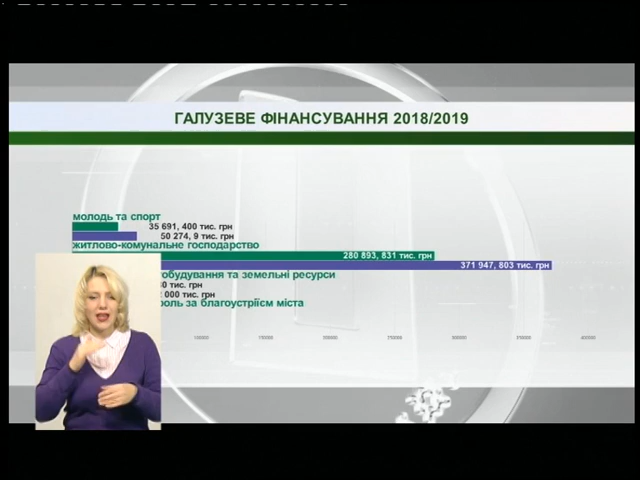 ГАЛУЗЕВЕ ФІНАНСУВАННЯ 2018/2019
молодь та спорт
35 691, 400 тис. грн
50 274, 9 тис. грн
житлово-комунальне господарство
280 893, 831 тис. грн
371 947, 803 тис. грн
тобудування та земельні ресурси
тис. грн
000 тис. грн
роль за благоустріїєм міста